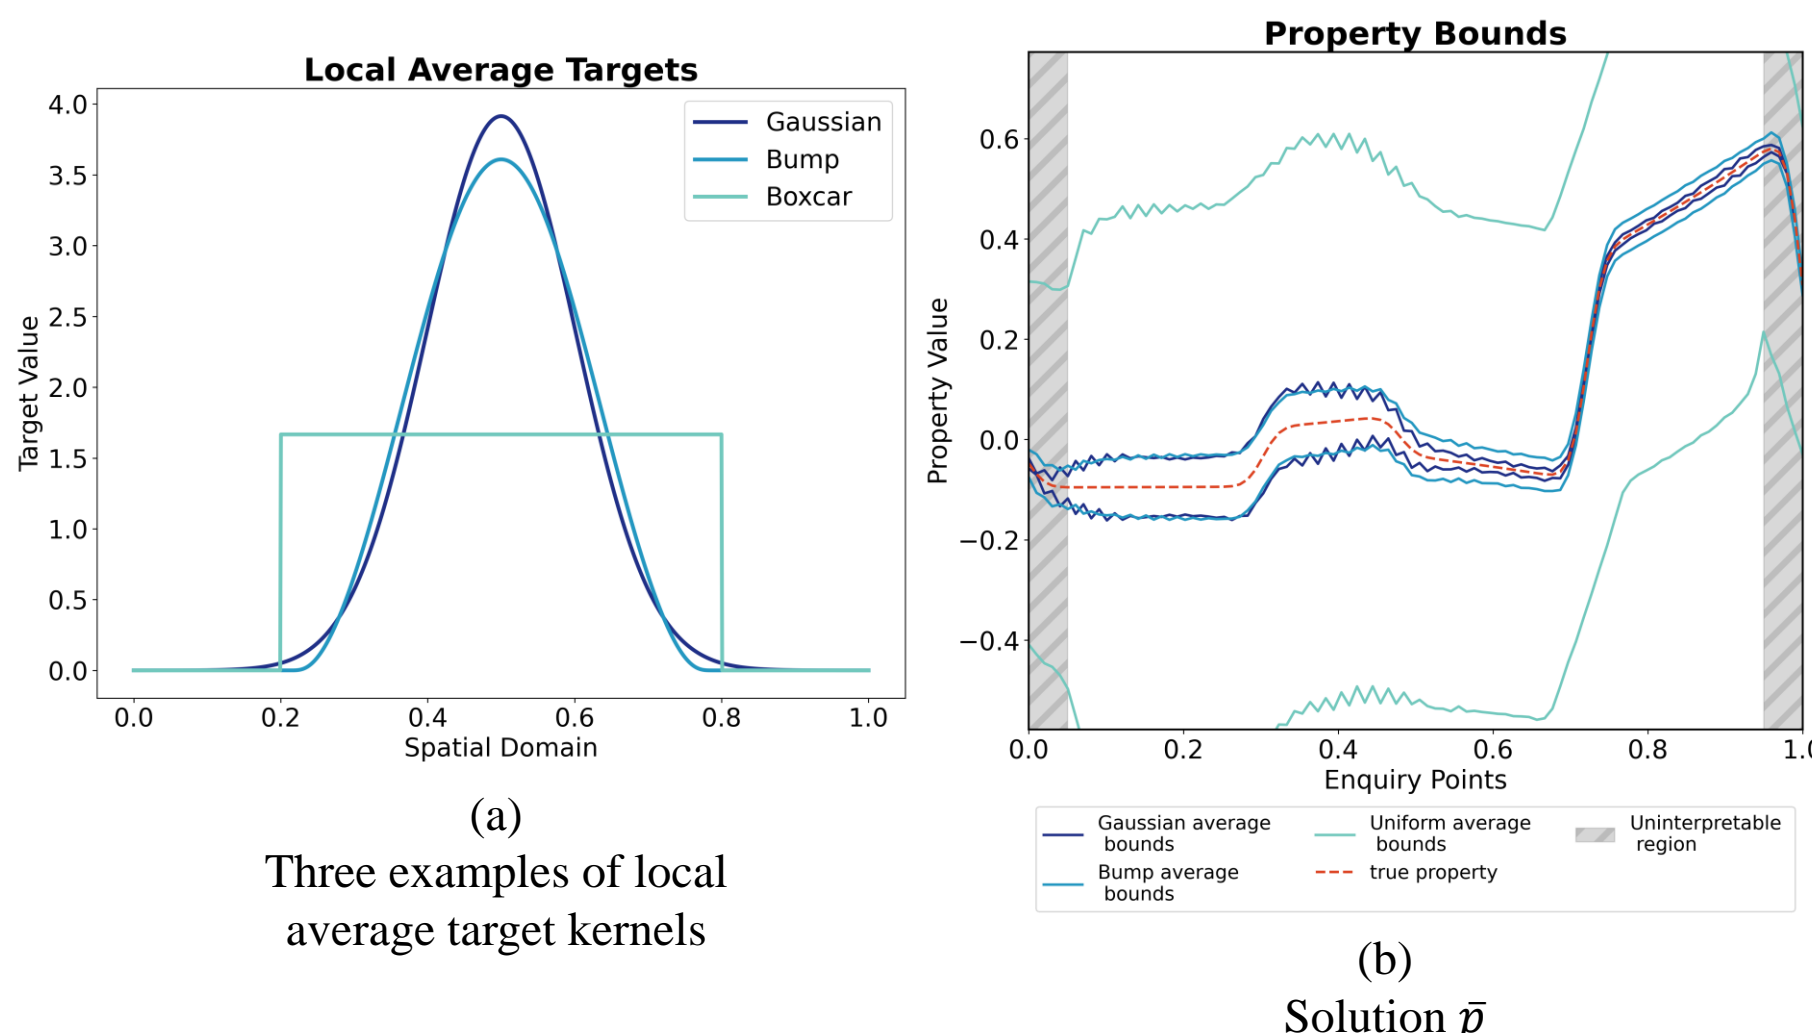 Local Average Targets
4.0
3.5
3.0
2.5
2.0
1.5
1.0
0.5
0.0
Target Value
Gaussian
Bump
Boxcar
0.0 0.2 0.4 0.6 0.8 1.0
Spatial Domain
(a)
Three examples of local
average target kernels
Property Bounds
0.6
0.4
0.2
0.0
−0.2
−0.4
Property Value
0.0 0.2 0.4 0.6 0.8
Enquiry Points
Gaussian average
bounds
Bump average
bounds
Uniform average
bounds
true property
Uninterpretable
region
(b)
Solution p̄